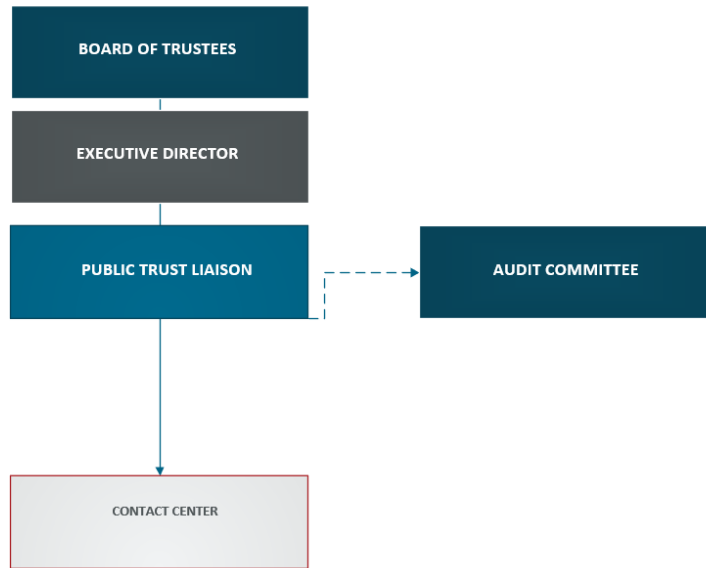 BOARD OF TRUSTEES
EXECUTIVE DIRECTOR
PUBLIC TRUST LIAISON
AUDIT COMMITTEE
CONTACT CENTER